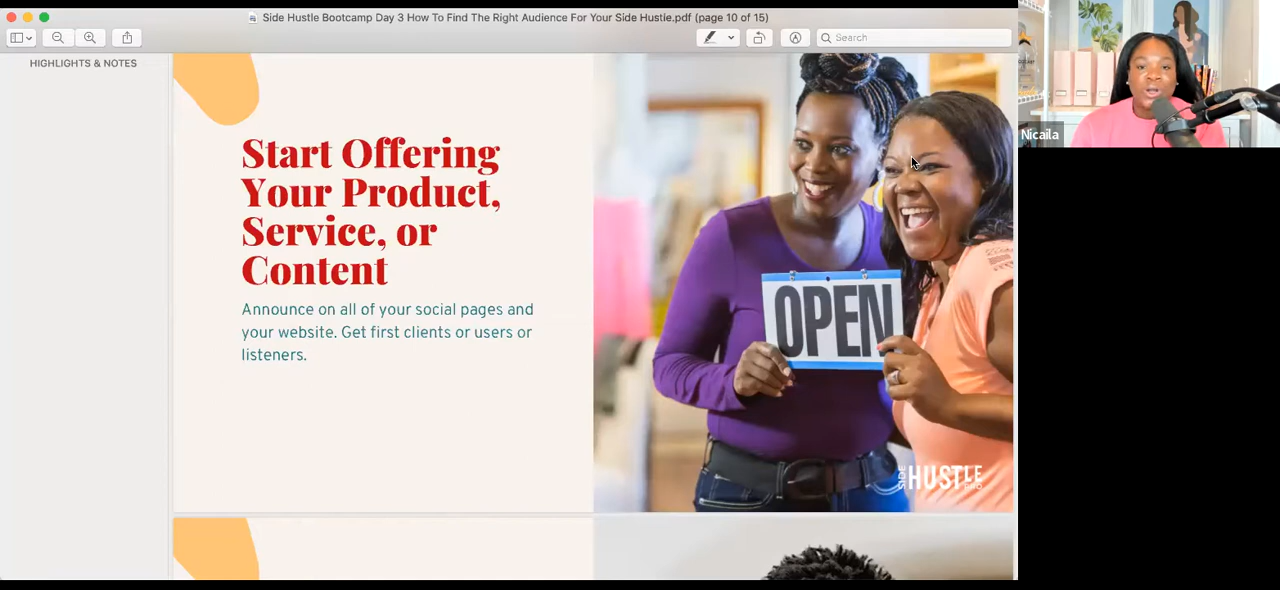 Side Hustle Bootcamp Day 3 How To Find The Right Audience For Your Side Hustle.pdf (page 10 of 15)
Search
HIGHLIGHTS & NOTES
Start Offering
Your Product,
Service, or
Content
Announce on all of your social pages and
your website. Get first clients or users or
listeners.
OPEN
SIDE HUSTLE PRO
Nicaila